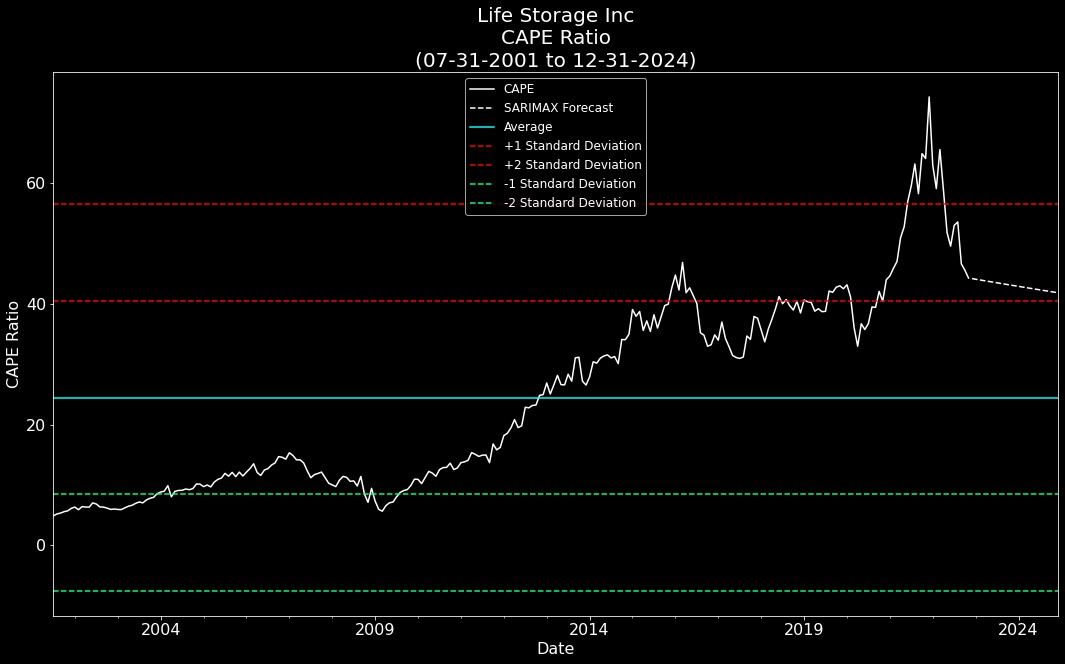 Life Storage Inc
CAPE Ratio
(07-31-2001 to 12-31-2024)
CAPE
SARIMAX Forecast
Average
+1 Standard Deviation
+2 Standard Deviation
-1 Standard Deviation
-2 Standard Deviation
CAPE Ratio
60
40
20
0
2004
2009
2014
2019
2024
Date